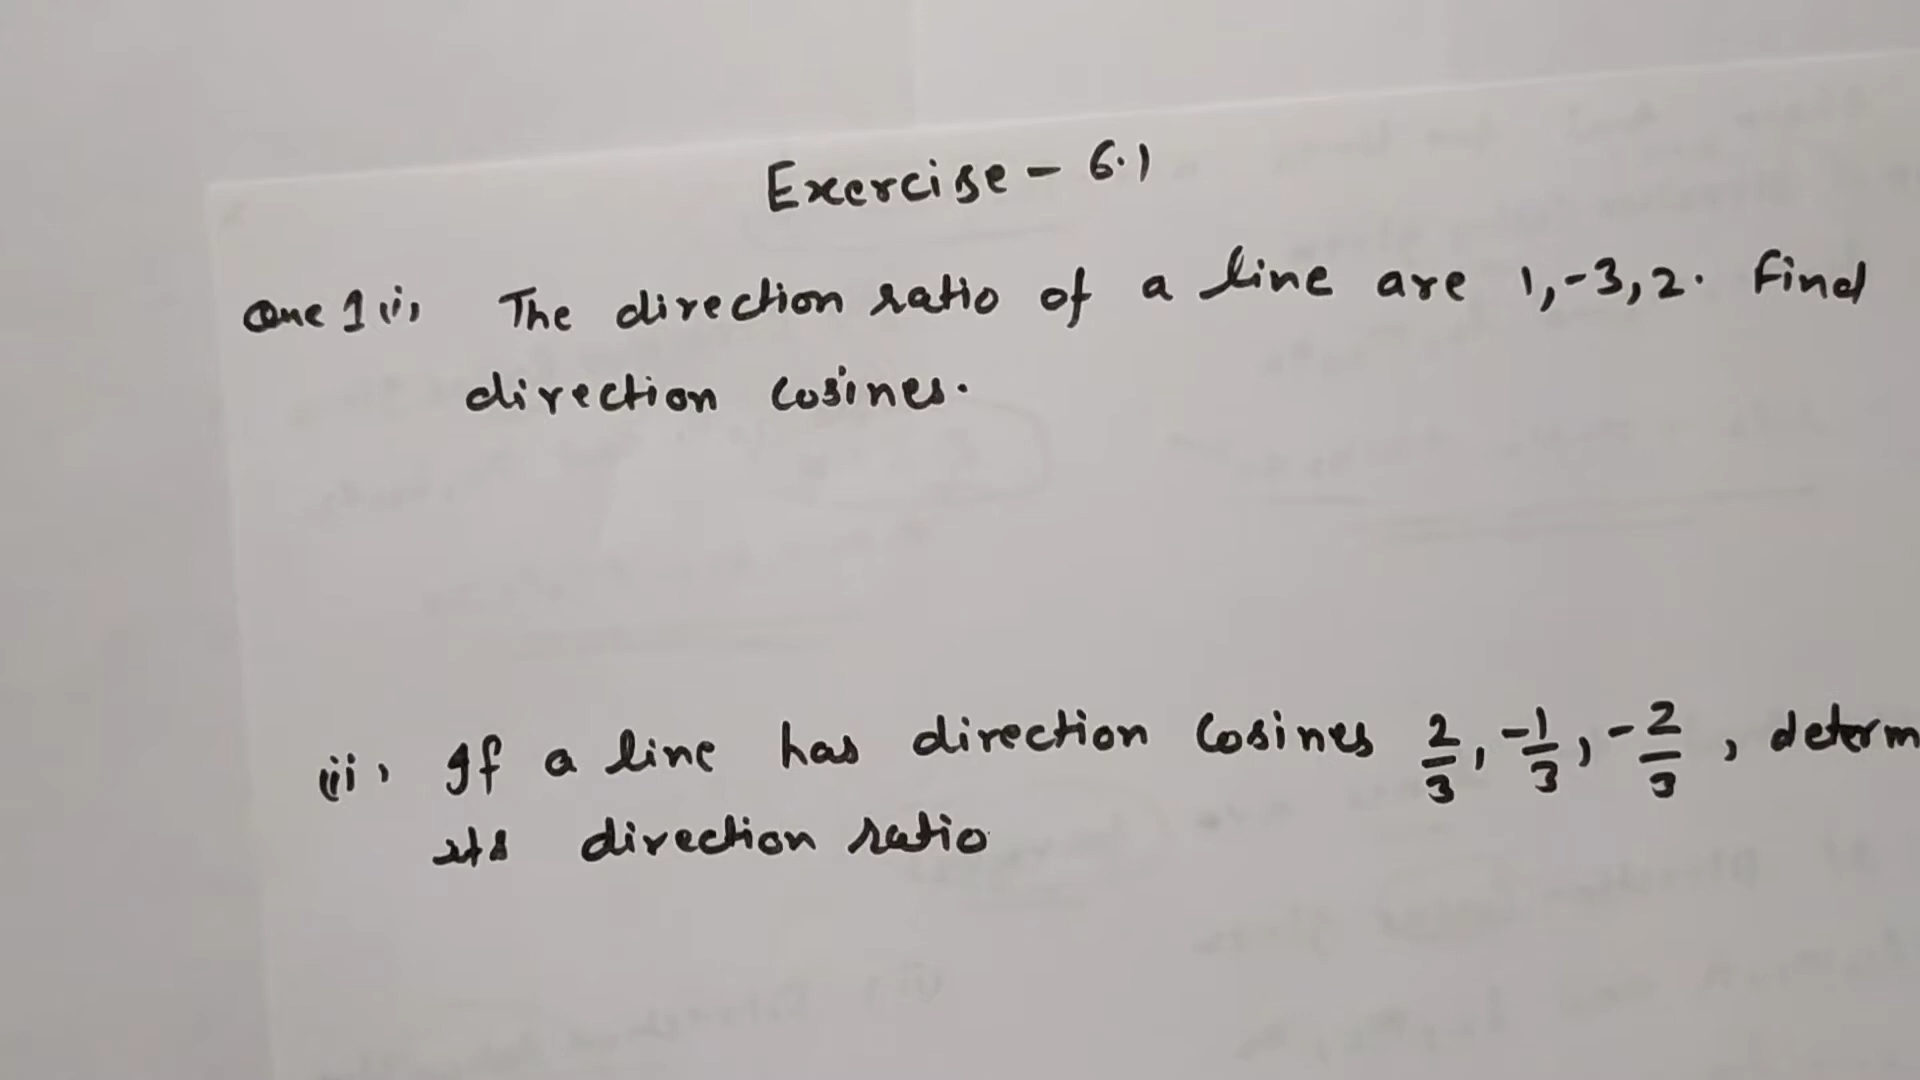 Exercise - 6.1
Que 1 (i), The direction ratio of a line are 1, -3, 2. Find
direction cosines.
(ii), If a line has direction cosines 2/3, -1/3, -2/3, determ
its direction ratio